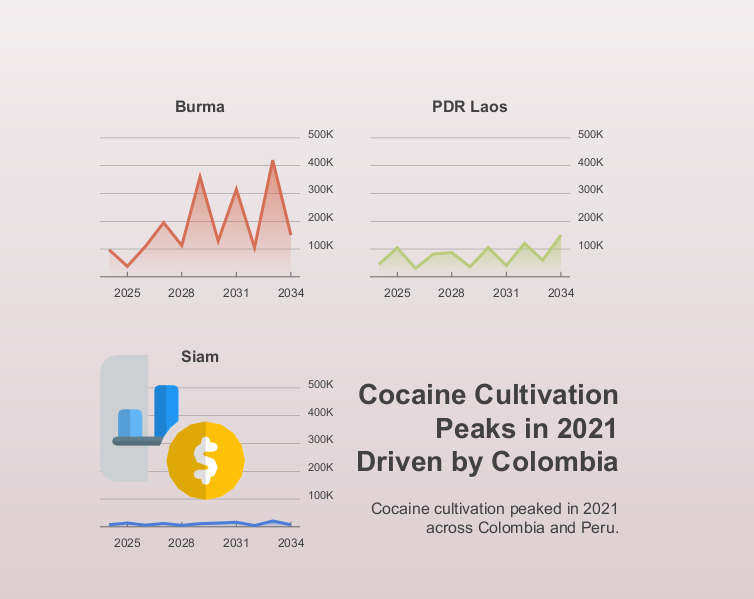 Burma
500K
400K
300K
200K
100K
2025 2028 2031 2034
PDR Laos
500K
400K
300K
200K
100K
2025 2028 2031 2034
Siam
500K
400K
300K
200K
100K
2025 2028 2031 2034
$
Cocaine Cultivation
Peaks in 2021
Driven by Colombia
Cocaine cultivation peaked in 2021
across Colombia and Peru.